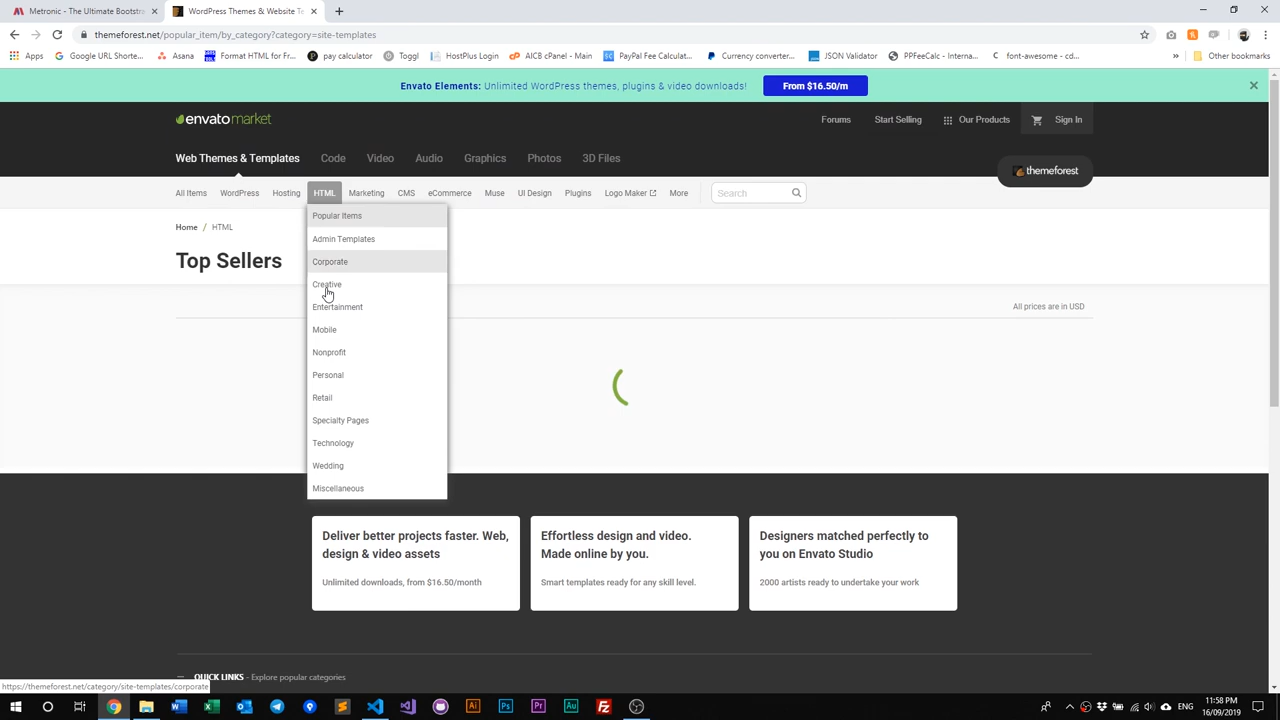 Metronic - The Ultimate Bootstra
WordPress Themes & Website Te
themeforest.net/popular_item/by_category?category=site-templates
Apps
Google URL Shorte...
Asana
Format HTML for Fr...
pay calculator
Toggl
HostPlus Login
AICB cPanel - Main
PayPal Fee Calculat...
Currency converter...
JSON Validator
PPFeeCalc - Interna...
font-awesome - cd...
»
Other bookmarks
Envato Elements: Unlimited WordPress themes, plugins & video downloads!
From $16.50/m
envatomarket
Forums
Start Selling
Our Products
Sign In
Web Themes & Templates
Code
Video
Audio
Graphics
Photos
3D Files
themeforest
All Items
WordPress
Hosting
HTML
Marketing
CMS
eCommerce
Muse
UI Design
Plugins
Logo Maker
More
Search
Popular Items
Home / HTML
Admin Templates
Top Sellers
Corporate
Creative
Entertainment
All prices are in USD
Mobile
Nonprofit
Personal
Retail
Specialty Pages
Technology
Wedding
Miscellaneous
Deliver better projects faster. Web,
design & video assets
Unlimited downloads, from $16.50/month
Effortless design and video.
Made online by you.
Smart templates ready for any skill level.
Designers matched perfectly to
you on Envato Studio
2000 artists ready to undertake your work
QUICK LINKS - Explore popular categories
https://themeforest.net/category/site-templates/corporate
ENG
11:58 PM
16/09/2019